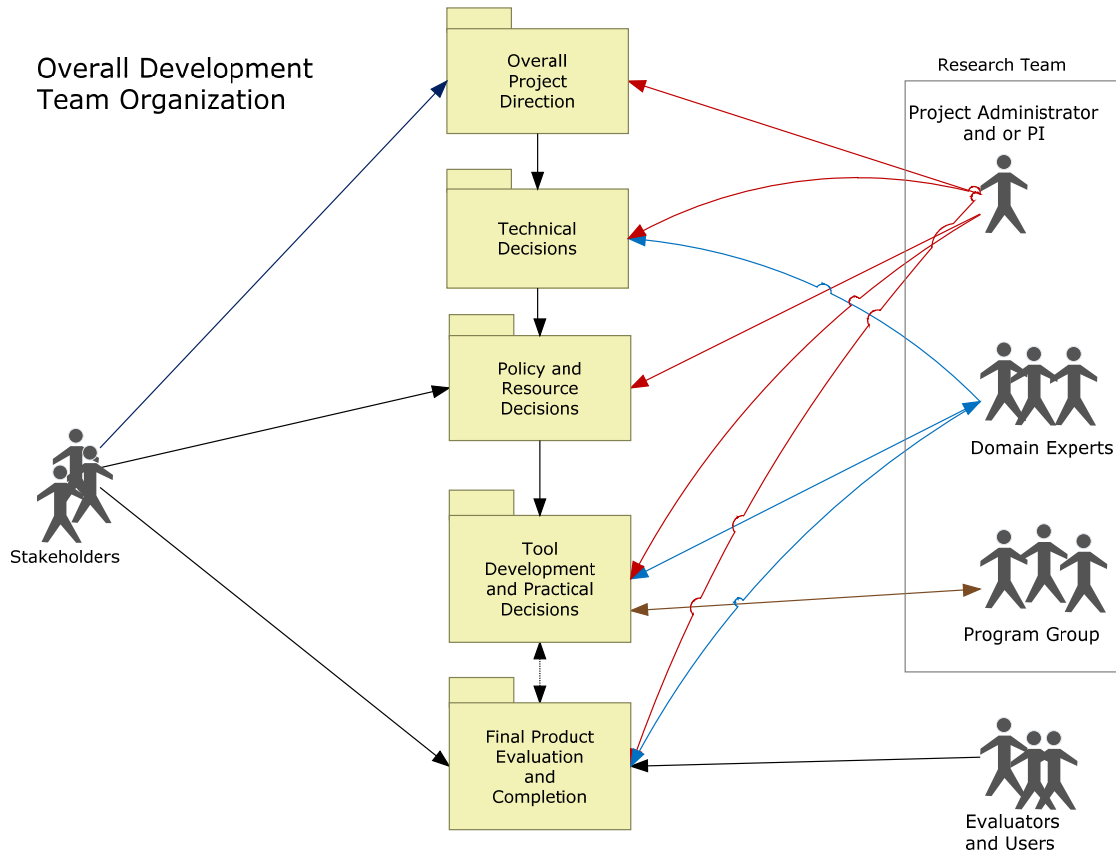 Overall Development
Team Organization
Overall
Project
Direction
Research Team
Project Administrator
and or PI
Technical
Decisions
Policy and
Resource
Decisions
Domain Experts
Stakeholders
Tool
Development
and Practical
Decisions
Program Group
Final Product
Evaluation
and
Completion
Evaluators
and Users